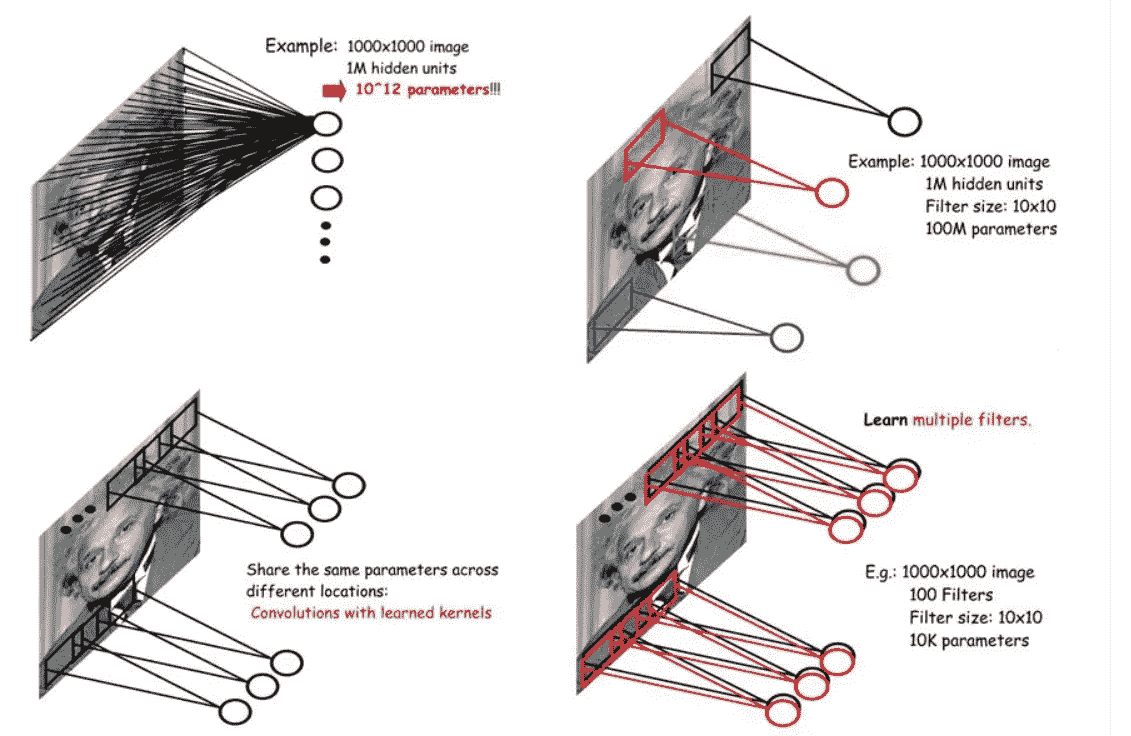 Example: 1000x1000 image
1M hidden units
10^12 parameters!!!
Example: 1000x1000 image
1M hidden units
Filter size: 10x10
100M parameters
Share the same parameters across
different locations:
Convolutions with learned kernels
Learn multiple filters.
E.g.: 1000x1000 image
100 Filters
Filter size: 10x10
10K parameters